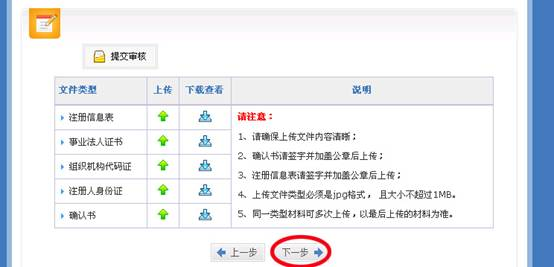 提交审核
文件类型 上传 下载查看 说明
注册信息表
事业法人证书
组织机构代码证
注册人身份证
确认书
请注意：
1、请确保上传文件内容清晰；
2、确认书请签字并加盖公章后上传；
3、注册信息表请签字并加盖公章后上传；
4、上传文件类型必须是jpg格式， 且大小不超过1MB。
5、同一类型材料可多次上传，以最后上传的材料为准。
上一步 下一步